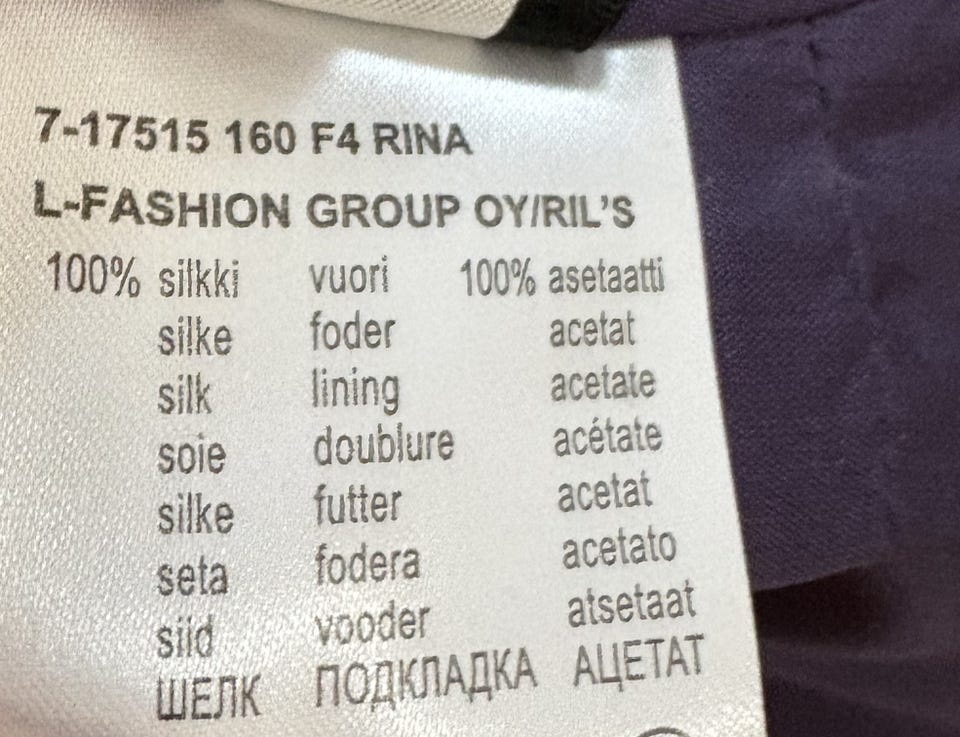 7-17515 160 F4 RINA
L-FASHION GROUP OY/RIL'S
100% silkki vuori 100% asetaatti
silke foder acetat
silk lining acetate
soie doublure acétate
silke futter acetat
seta fodera acetato
siid vooder atsetaat
ШЕЛК ПОДКЛАДКА АЦЕТАТ